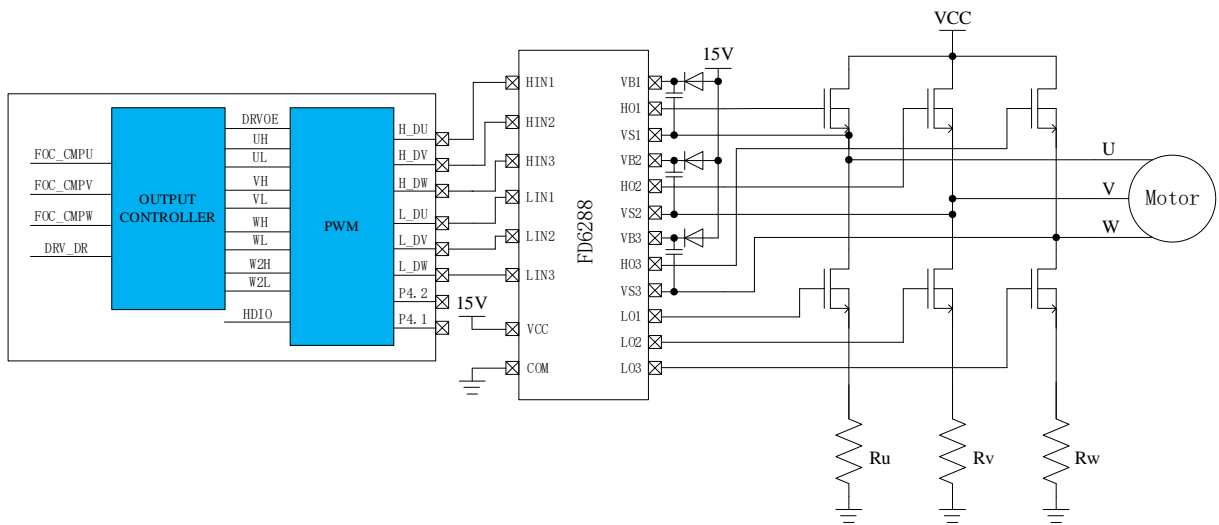 FOC_CMPU
FOC_CMPV
FOC_CMPW
DRV_DR
OUTPUT
CONTROLLER
DRVOE
UH
UL
VH
VL
WH
WL
W2H
W2L
HDIO
PWM
H_DU
H_DV
H_DW
L_DU
L_DV
L_DW
P4.2
P4.1
15V
HIN1
HIN2
HIN3
LIN1
LIN2
LIN3
VCC
COM
FD6288
VB1
HO1
VS1
VB2
HO2
VS2
VB3
HO3
VS3
LO1
LO2
LO3
15V
VCC
U
V
W
Motor
Ru
Rv
Rw